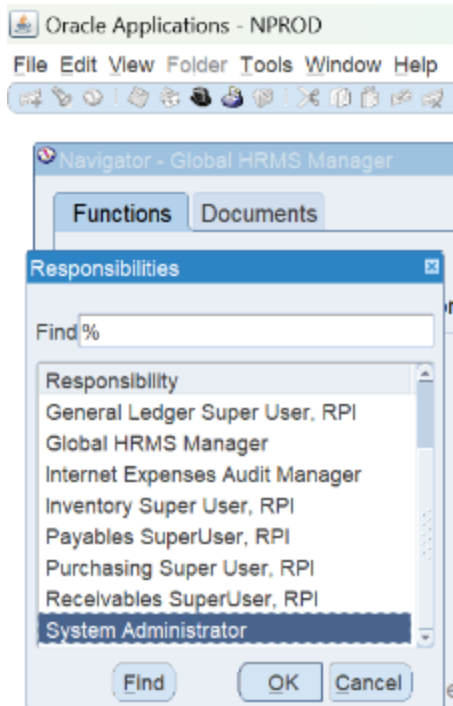 Oracle Applications - NPROD
File Edit View Folder Tools Window Help
Navigator - Global HRMS Manager
Functions Documents
Responsibilities
Find %
Responsibility
General Ledger Super User, RPI
Global HRMS Manager
Internet Expenses Audit Manager
Inventory Super User, RPI
Payables SuperUser, RPI
Purchasing Super User, RPI
Receivables SuperUser, RPI
System Administrator
Find OK Cancel